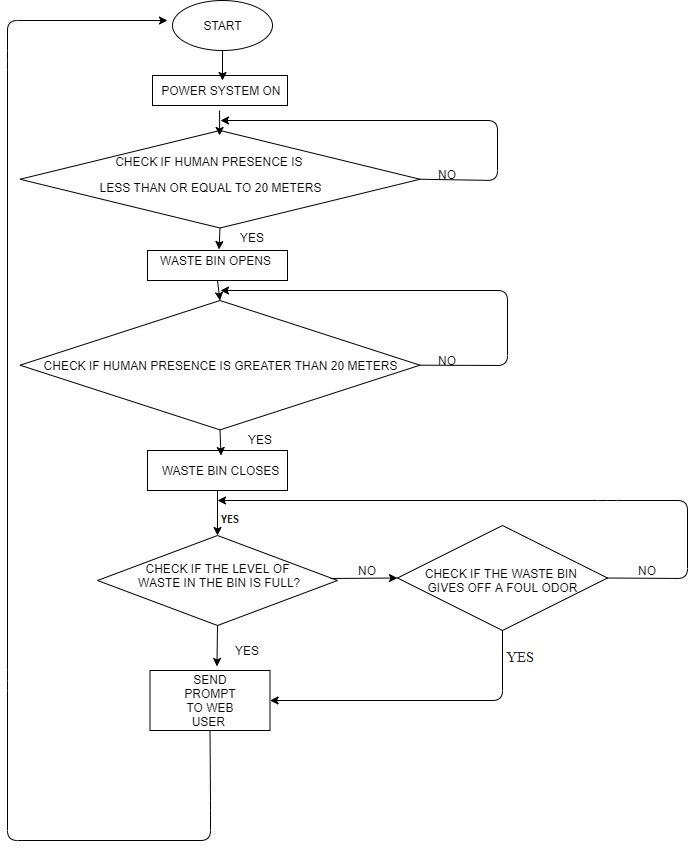 START
POWER SYSTEM ON
CHECK IF HUMAN PRESENCE IS
LESS THAN OR EQUAL TO 20 METERS
NO
YES
WASTE BIN OPENS
CHECK IF HUMAN PRESENCE IS GREATER THAN 20 METERS
NO
YES
WASTE BIN CLOSES
YES
CHECK IF THE LEVEL OF
WASTE IN THE BIN IS FULL?
NO
CHECK IF THE WASTE BIN
GIVES OFF A FOUL ODOR
NO
YES
YES
SEND
PROMPT
TO WEB
USER